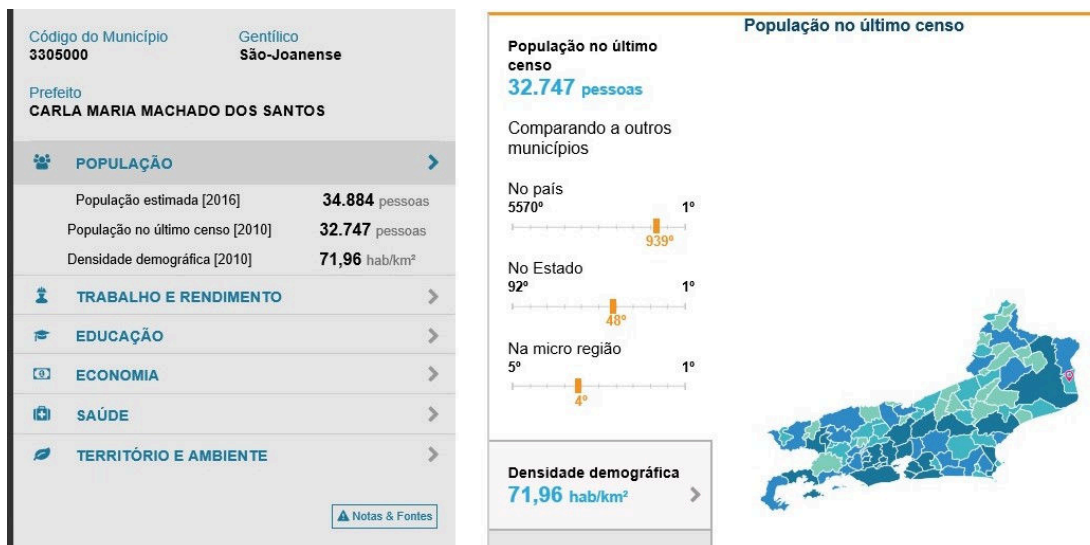 Código do Município Gentílico
3305000 São-Joanense
Prefeito
CARLA MARIA MACHADO DOS SANTOS
POPULAÇÃO
População estimada [2016] 34.884 pessoas
População no último censo [2010] 32.747 pessoas
Densidade demográfica [2010] 71,96 hab/km²
TRABALHO E RENDIMENTO
EDUCAÇÃO
ECONOMIA
SAÚDE
TERRITÓRIO E AMBIENTE
Notas & Fontes
População no último censo
População no último
censo
32.747 pessoas
Comparando a outros
municípios
No país
5570º 1º
939º
No Estado
92º 1º
48º
Na micro região
5º 1º
4º
Densidade demográfica
71,96 hab/km²